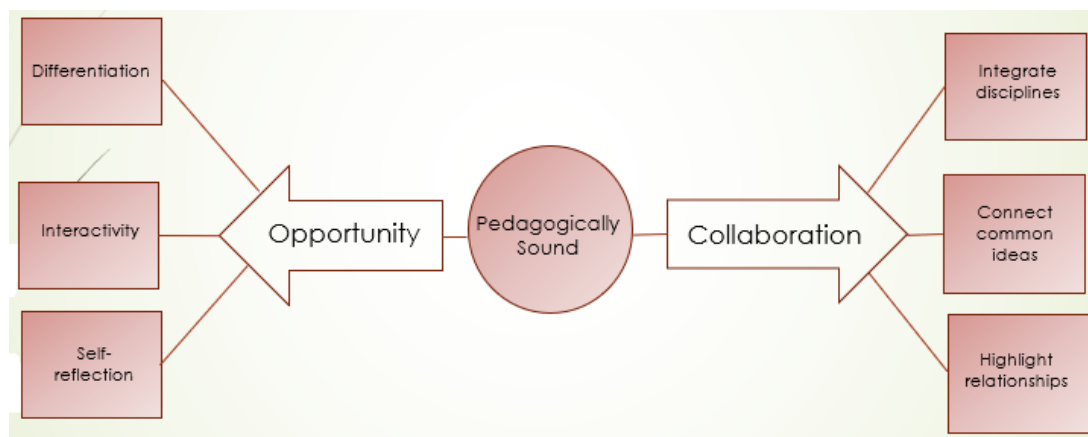 Differentiation
Interactivity
Self-
reflection
Opportunity
Pedagogically
Sound
Collaboration
Integrate
disciplines
Connect
common
ideas
Highlight
relationships